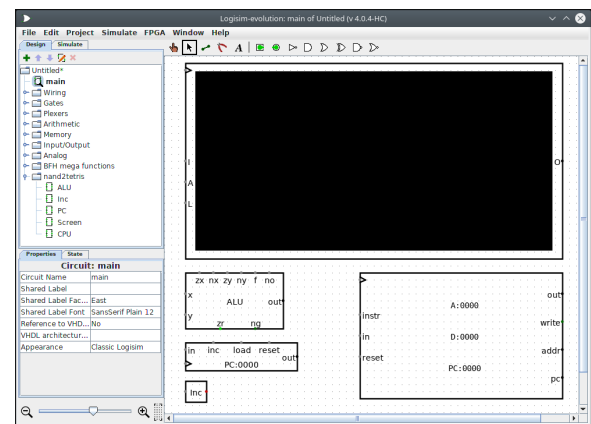 Logisim-evolution: main of Untitled (v 4.0.4-HC)
File Edit Project Simulate FPGA Window Help
Design Simulate
A
Untitled*
main
Wiring
Gates
Plexers
Arithmetic
Memory
Input/Output
Analog
BFH mega functions
nand2tetris
ALU
Inc
PC
Screen
CPU
Properties State
Circuit: main
Circuit Name main
Shared Label
Shared Label Fac... East
Shared Label Font SansSerif Plain 12
Reference to VHD... No
VHDL architectur...
Appearance Classic Logisim
I
A
L
O
zx nx zy ny f no
x
ALU out
y
zr ng
in inc load reset
out
PC:0000
Inc
out
A:0000
instr
write
in D:0000
addr
reset
PC:0000
pc